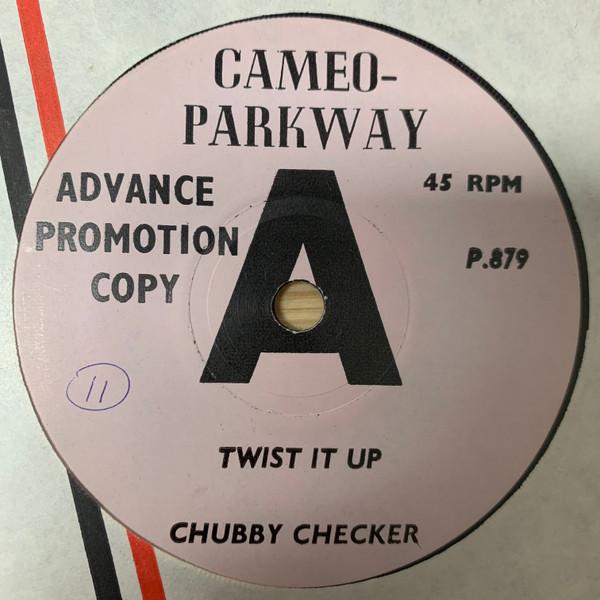 CAMEO-
PARKWAY
ADVANCE
PROMOTION
COPY
A
45 RPM
P.879
11
TWIST IT UP
CHUBBY CHECKER